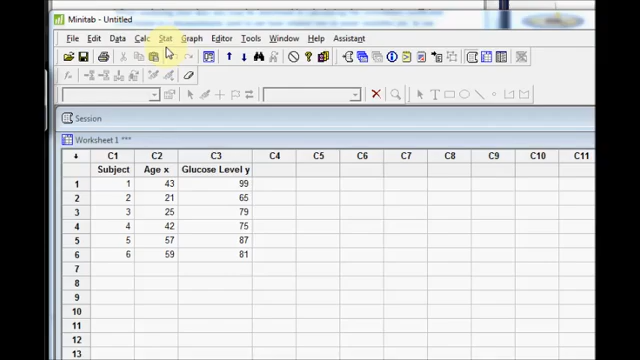 Minitab - Untitled
File Edit Data Calc Stat Graph Editor Tools Window Help Assistant
Session
Worksheet 1 ***
C1 C2 C3 C4 C5 C6 C7 C8 C9 C10 C11
Subject Age x Glucose Level y
1 1 43 99
2 2 21 65
3 3 25 79
4 4 42 75
5 5 57 87
6 6 59 81
7
8
9
10
11
12
13